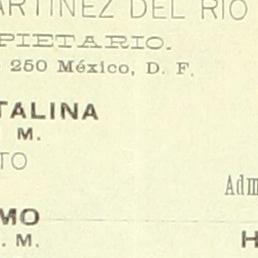 ARTINEZ DEL RIO
PIETARIO.
250 México, D. F.
TALINA
M.
TO
Adm
MO
. M.
H